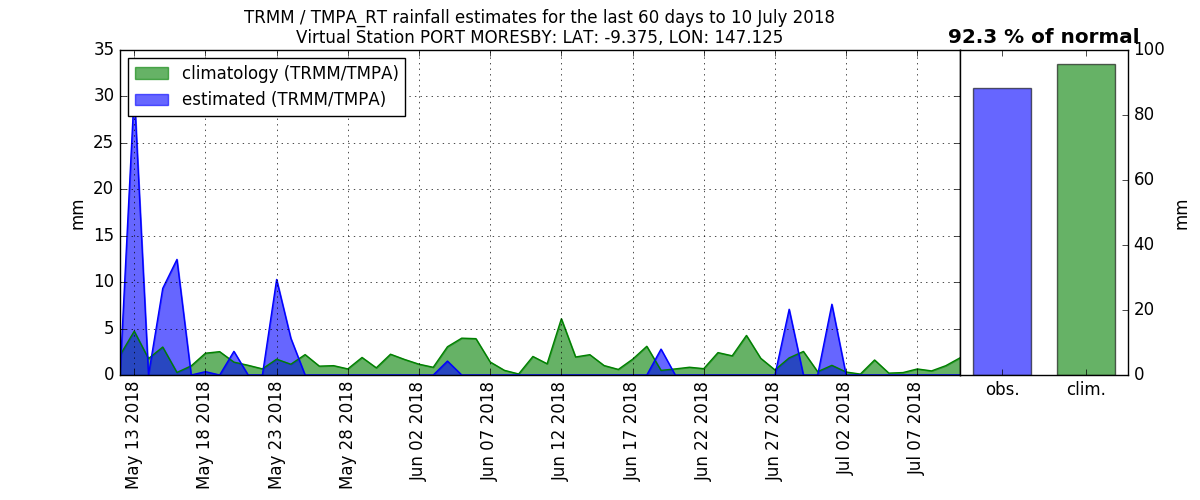 TRMM / TMPA_RT rainfall estimates for the last 60 days to 10 July 2018
Virtual Station PORT MORESBY: LAT: -9.375, LON: 147.125
92.3 % of normal
climatology (TRMM/TMPA)
estimated (TRMM/TMPA)
mm
35
30
25
20
15
10
5
0
May 13 2018
May 18 2018
May 23 2018
May 28 2018
Jun 02 2018
Jun 07 2018
Jun 12 2018
Jun 17 2018
Jun 22 2018
Jun 27 2018
Jul 02 2018
Jul 07 2018
obs.
clim.
100
80
60
40
20
0
mm